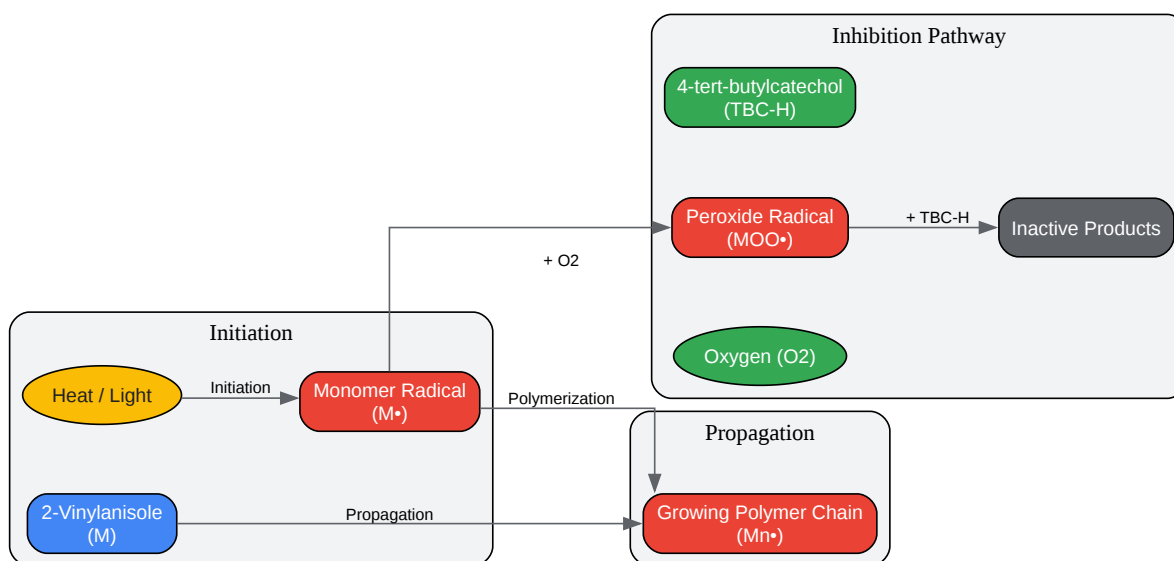 Inhibition Pathway
4-tert-butylcatechol
(TBC-H)
Peroxide Radical
(MOO•)
+ TBC-H
Inactive Products
+ O2
Oxygen (O2)
Initiation
Heat / Light
Initiation
Monomer Radical
(M•)
Polymerization
Propagation
2-Vinylanisole
(M)
Propagation
Growing Polymer Chain
(Mn•)